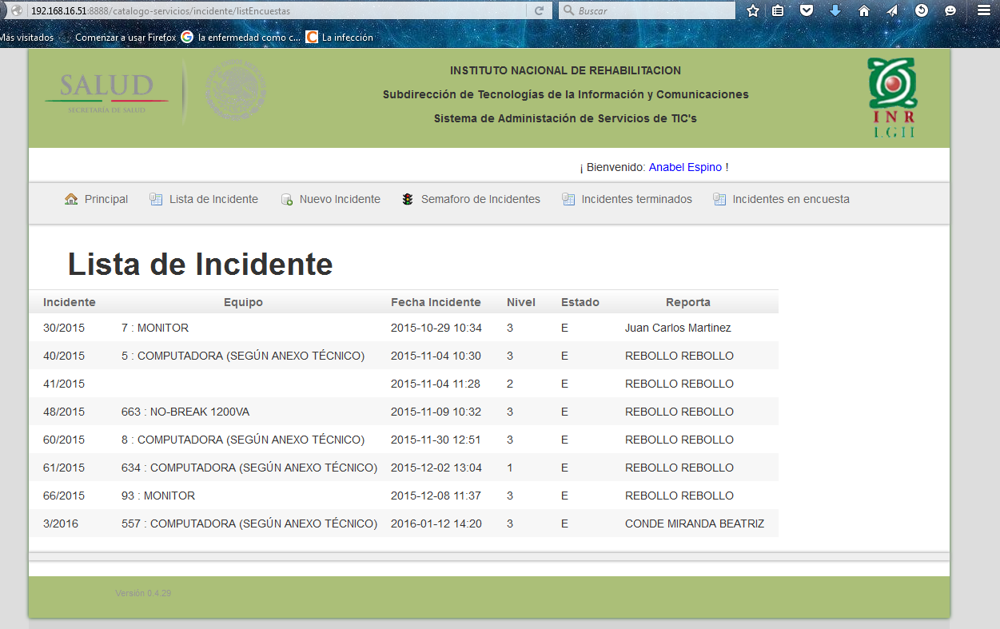 192.168.16.51:8888/catalogo-servicios/incidente/listEncuestas
Buscar
Más visitados Comenzar a usar Firefox la enfermedad como c... La infección
SALUD
SECRETARÍA DE SALUD
INSTITUTO NACIONAL DE REHABILITACION
Subdirección de Tecnologías de la Información y Comunicaciones
Sistema de Administación de Servicios de TIC's
INR
LGII
¡ Bienvenido: Anabel Espino !
Principal Lista de Incidente Nuevo Incidente Semaforo de Incidentes Incidentes terminados Incidentes en encuesta
Lista de Incidente
Incidente Equipo Fecha Incidente Nivel Estado Reporta
30/2015 7 : MONITOR 2015-10-29 10:34 3 E Juan Carlos Martinez
40/2015 5 : COMPUTADORA (SEGÚN ANEXO TÉCNICO) 2015-11-04 10:30 3 E REBOLLO REBOLLO
41/2015 2015-11-04 11:28 2 E REBOLLO REBOLLO
48/2015 663 : NO-BREAK 1200VA 2015-11-09 10:32 3 E REBOLLO REBOLLO
60/2015 8 : COMPUTADORA (SEGÚN ANEXO TÉCNICO) 2015-11-30 12:51 3 E REBOLLO REBOLLO
61/2015 634 : COMPUTADORA (SEGÚN ANEXO TÉCNICO) 2015-12-02 13:04 1 E REBOLLO REBOLLO
66/2015 93 : MONITOR 2015-12-08 11:37 3 E REBOLLO REBOLLO
3/2016 557 : COMPUTADORA (SEGÚN ANEXO TÉCNICO) 2016-01-12 14:20 3 E CONDE MIRANDA BEATRIZ
Versión 0.4.29